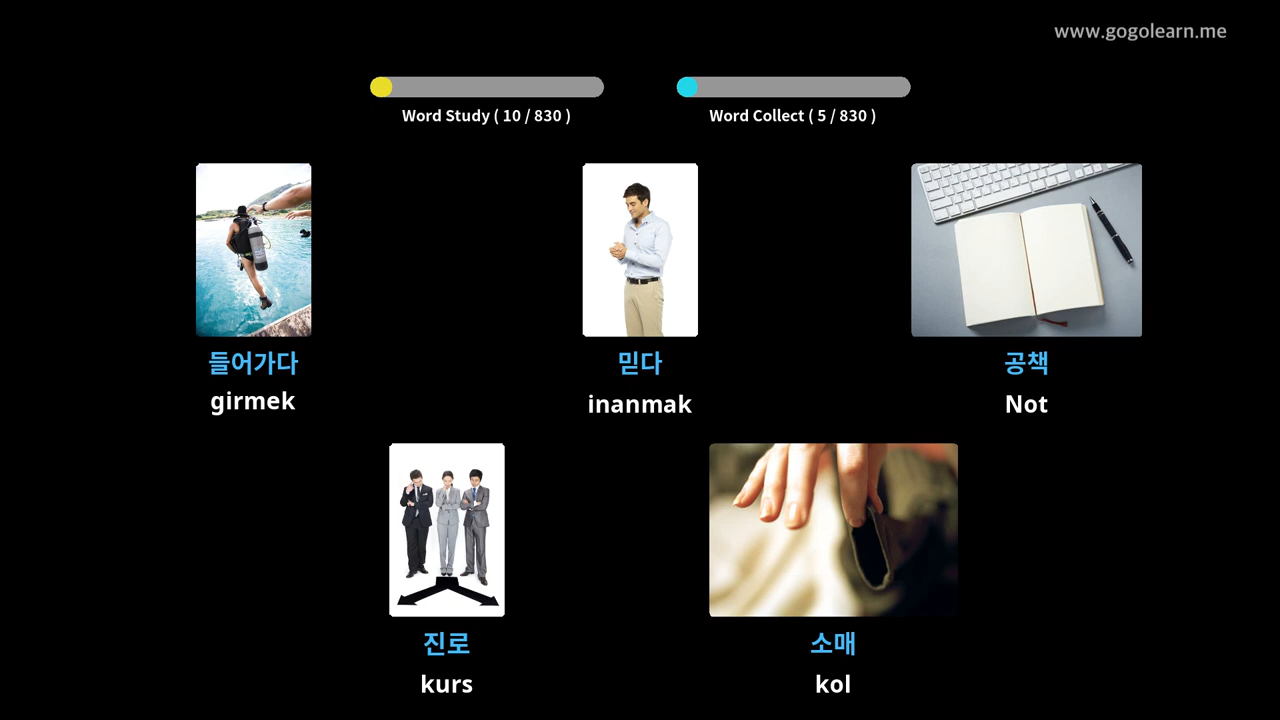 www.gogolearn.me
Word Study ( 10 / 830 )
Word Collect ( 5 / 830 )
들어가다
girmek
믿다
inanmak
공책
Not
진로
kurs
소매
kol